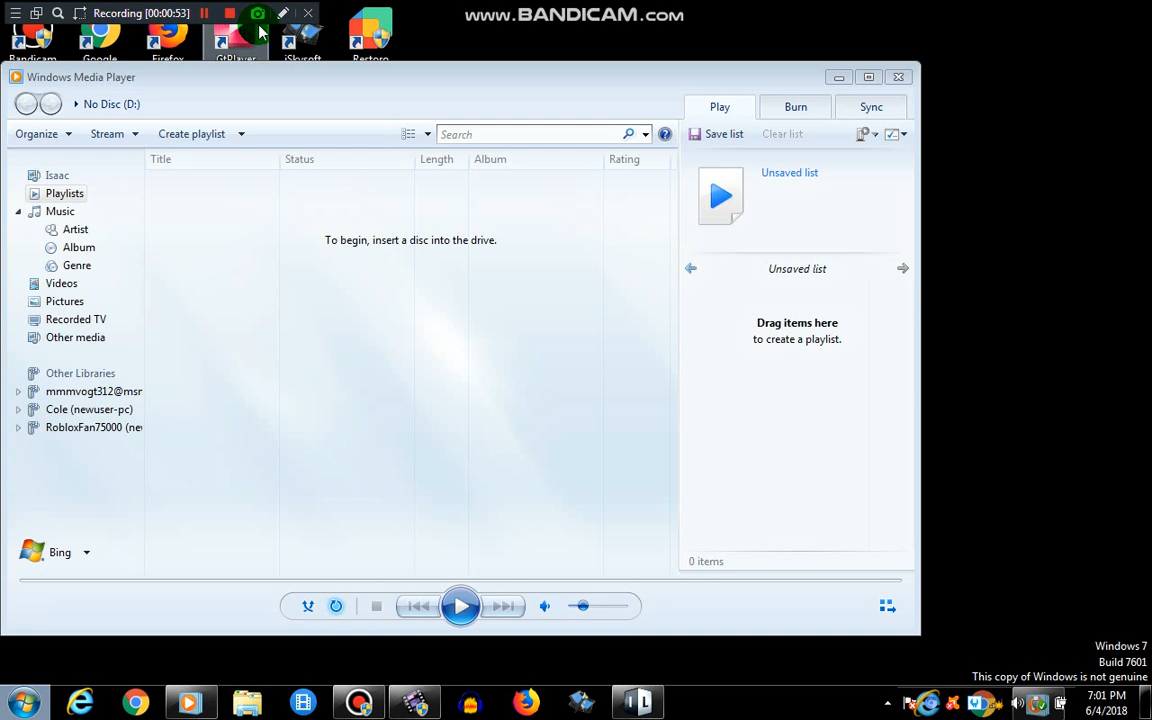 Recording [00:00:53]
www.BANDICAM.com
Bandicam
Google
Firefox
GtPlayer
iSkysoft
Restoro
Windows Media Player
No Disc (D:)
Play
Burn
Sync
Organize
Stream
Create playlist
Search
Save list
Clear list
Title
Status
Length
Album
Rating
Isaac
Playlists
Music
Artist
Album
Genre
Videos
Pictures
Recorded TV
Other media
Other Libraries
mmmvogt312@msn
Cole (newuser-pc)
RobloxFan75000 (ne
To begin, insert a disc into the drive.
Unsaved list
Unsaved list
Drag items here
to create a playlist.
Bing
0 items
Windows 7
Build 7601
This copy of Windows is not genuine
7:01 PM
6/4/2018